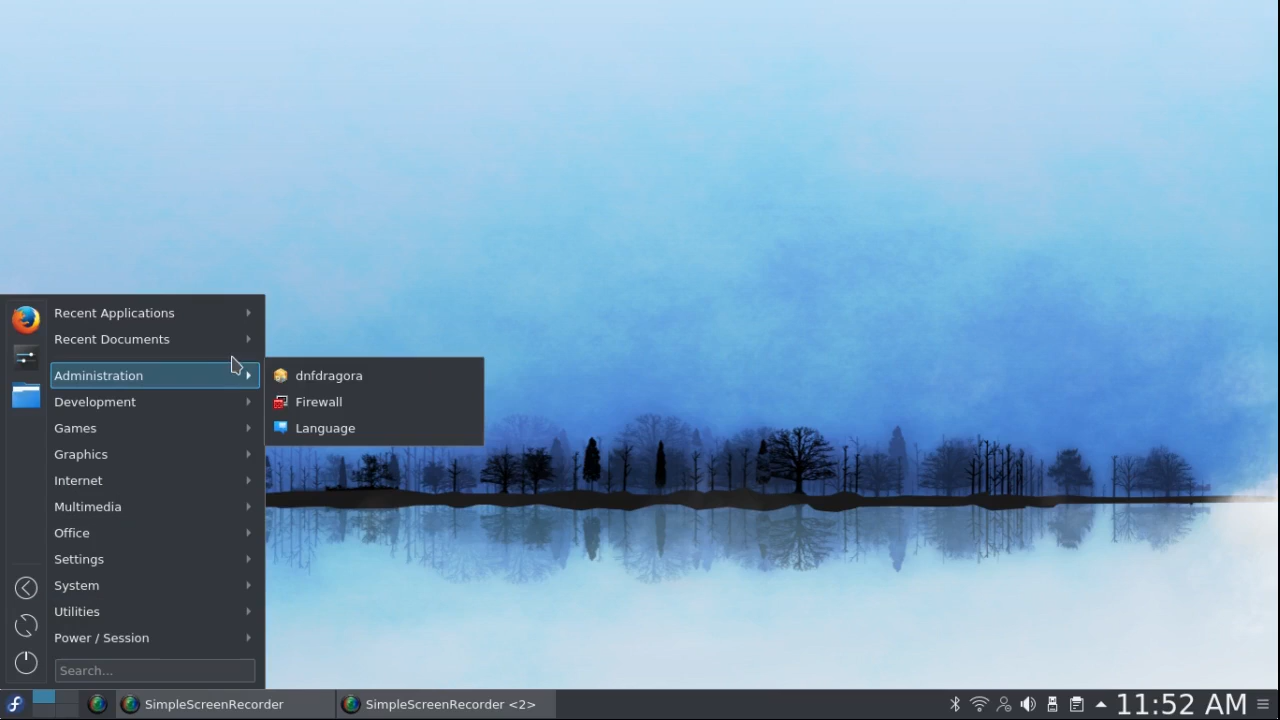 Recent Applications
Recent Documents
Administration
Development
Games
Graphics
Internet
Multimedia
Office
Settings
System
Utilities
Power / Session
Search...
dnfdragora
Firewall
Language
SimpleScreenRecorder
SimpleScreenRecorder <2>
11:52 AM